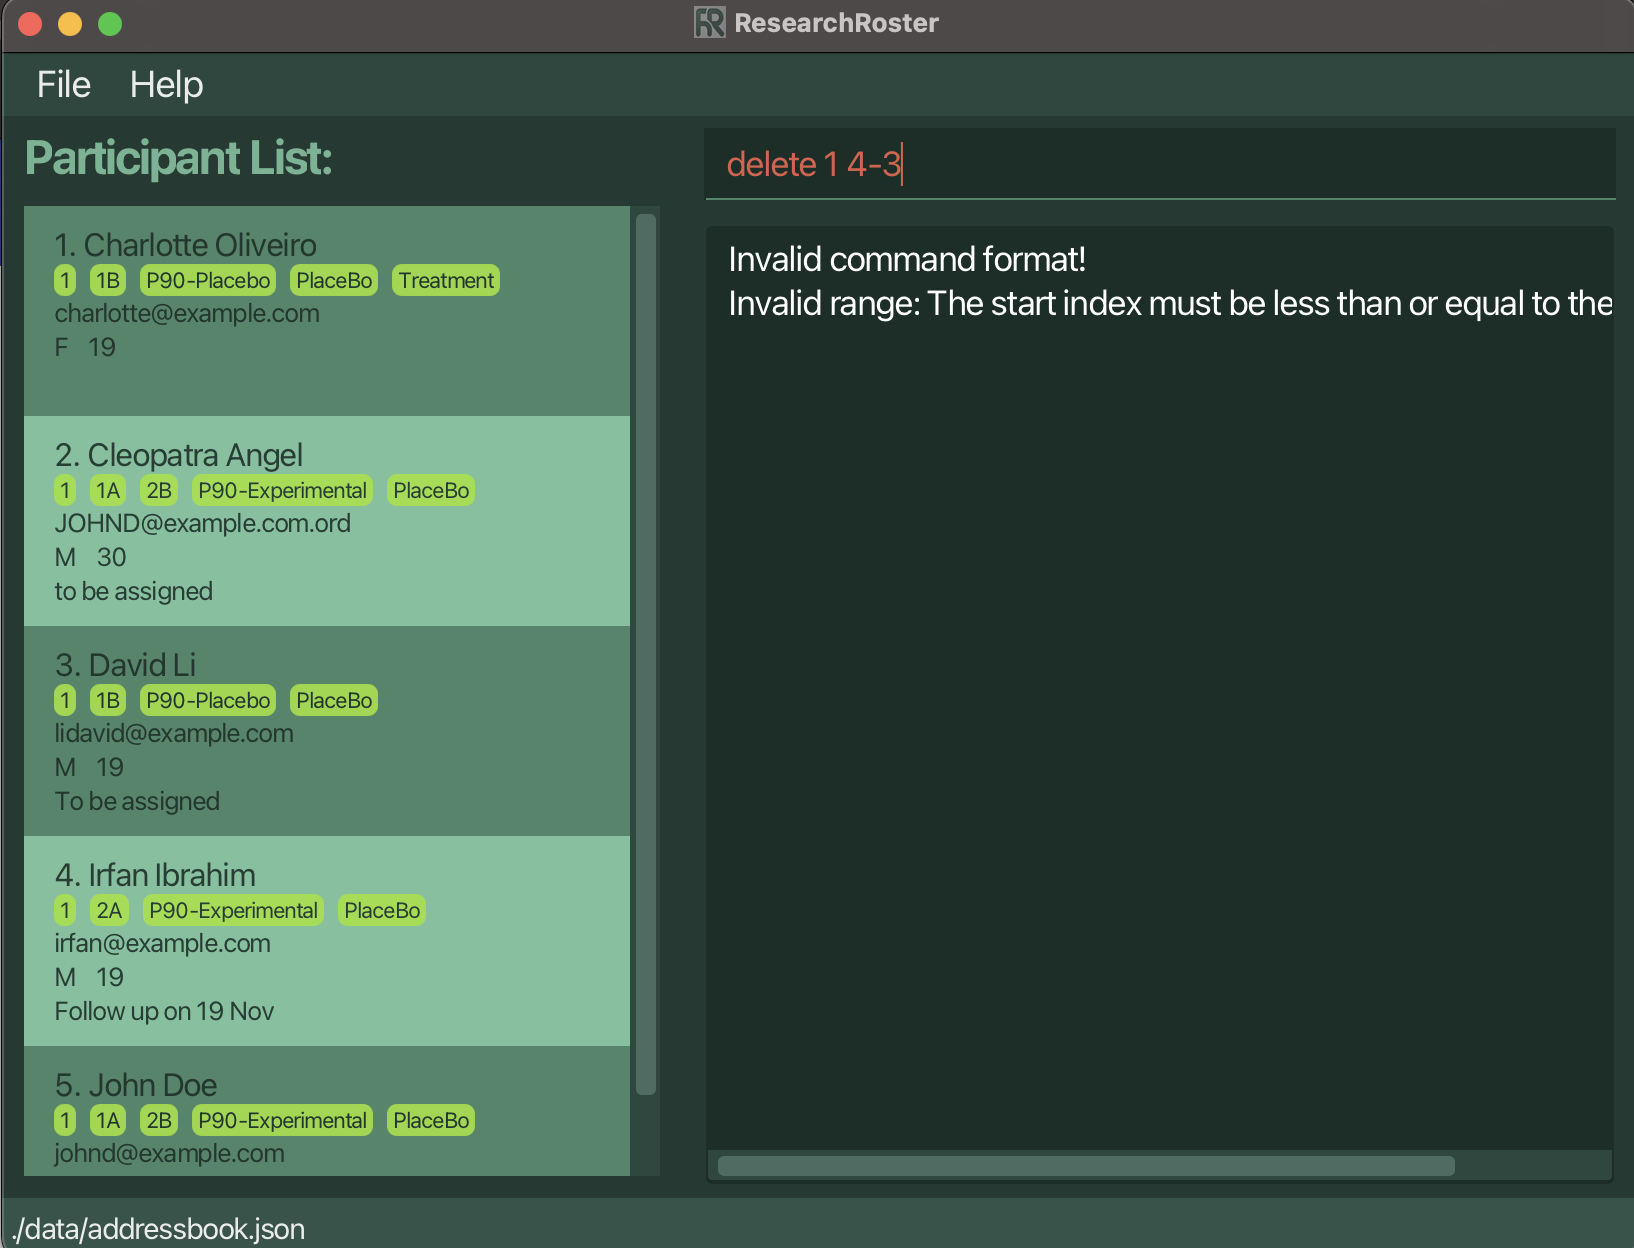 ResearchRoster
File Help
Participant List:
1. Charlotte Oliveiro
1 1B P90-Placebo PlaceBo Treatment
charlotte@example.com
F 19
2. Cleopatra Angel
1 1A 2B P90-Experimental PlaceBo
JOHND@example.com.ord
M 30
to be assigned
3. David Li
1 1B P90-Placebo PlaceBo
lidavid@example.com
M 19
To be assigned
4. Irfan Ibrahim
1 2A P90-Experimental PlaceBo
irfan@example.com
M 19
Follow up on 19 Nov
5. John Doe
1 1A 2B P90-Experimental PlaceBo
johnd@example.com
delete 1 4-3
Invalid command format!
Invalid range: The start index must be less than or equal to the
./data/addressbook.json